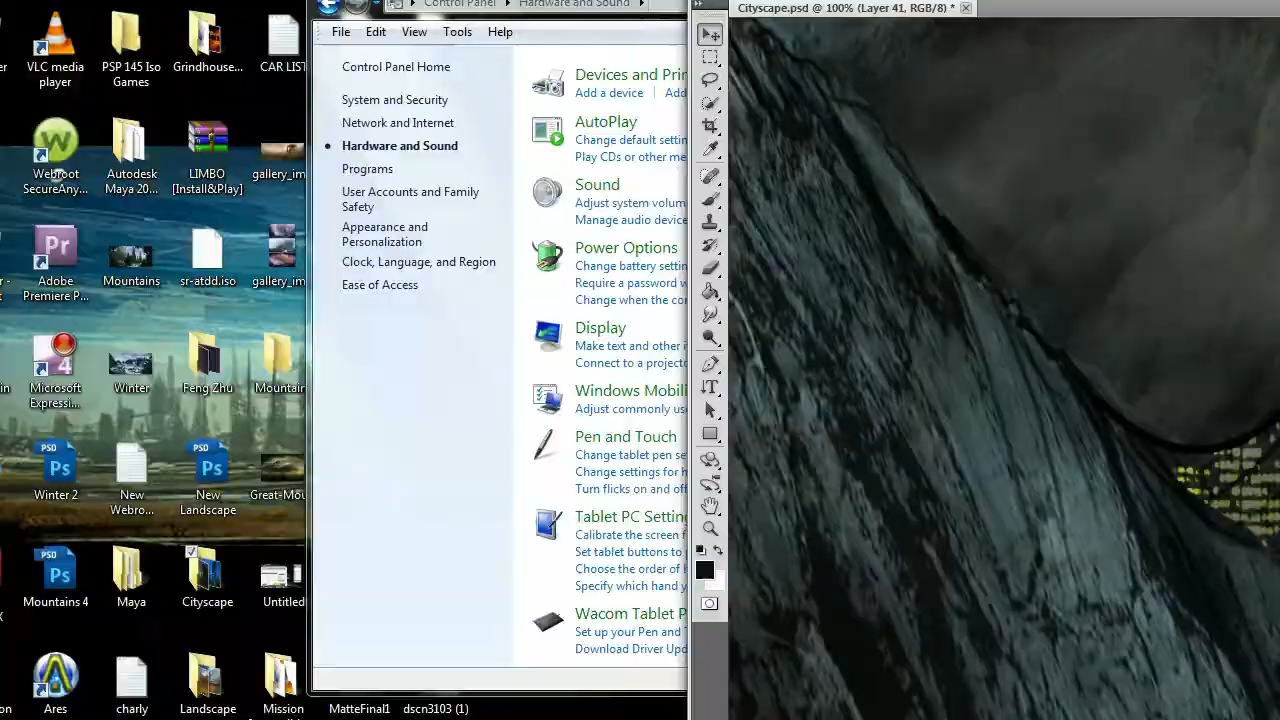 VLC media
player
PSP 145 Iso
Games
Grindhouse...
CAR LIST
Webroot
SecureAny...
Autodesk
Maya 20...
LIMBO
[Install&Play]
gallery_im
Adobe
Premiere P...
Mountains
sr-atdd.iso
gallery_im
Microsoft
Expressi...
Winter
Feng Zhu
Mountain
Winter 2
New
Webro...
New
Landscape
Great-Mou
Mountains 4
Maya
Cityscape
Untitled
Ares
charly
Landscape
Mission
MatteFinal1
dscn3103 (1)
Control Panel
Hardware and Sound
File Edit View Tools Help
Control Panel Home
System and Security
Network and Internet
Hardware and Sound
Programs
User Accounts and Family
Safety
Appearance and
Personalization
Clock, Language, and Region
Ease of Access
Devices and Prin
Add a device Add
AutoPlay
Change default settin
Play CDs or other me
Sound
Adjust system volum
Manage audio device
Power Options
Change battery settin
Require a password w
Change when the co
Display
Make text and other i
Connect to a projecto
Windows Mobili
Adjust commonly use
Pen and Touch
Change tablet pen se
Change settings for h
Turn flicks on and off
Tablet PC Setting
Calibrate the screen f
Set tablet buttons to
Choose the order of h
Specify which hand y
Wacom Tablet P
Set up your Pen and T
Download Driver Upd
Cityscape.psd @ 100% (Layer 41, RGB/8) *